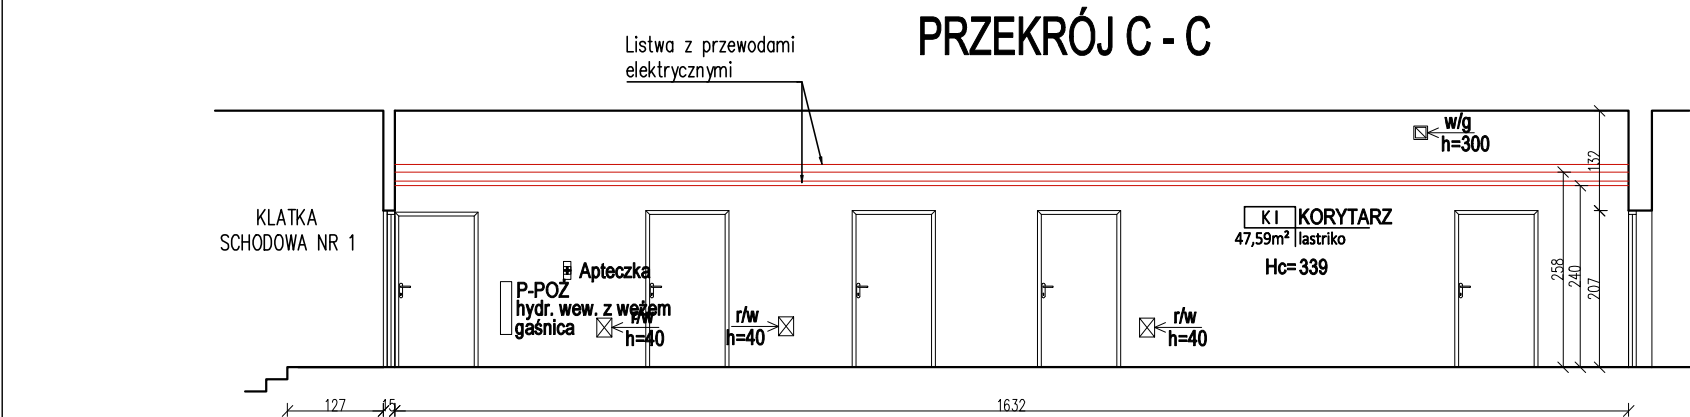 PRZEKRÓJ C - C
Listwa z przewodami
elektrycznymi
w/g
h=300
132
KLATKA
SCHODOWA NR 1
K I KORYTARZ
47,59m² lastriko
Hc= 339
Apteczka
P-POŻ
hydr. wew. z wężem
gaśnica
r/w
h=40
r/w
h=40
r/w
h=40
258
240
207
127
15
1632